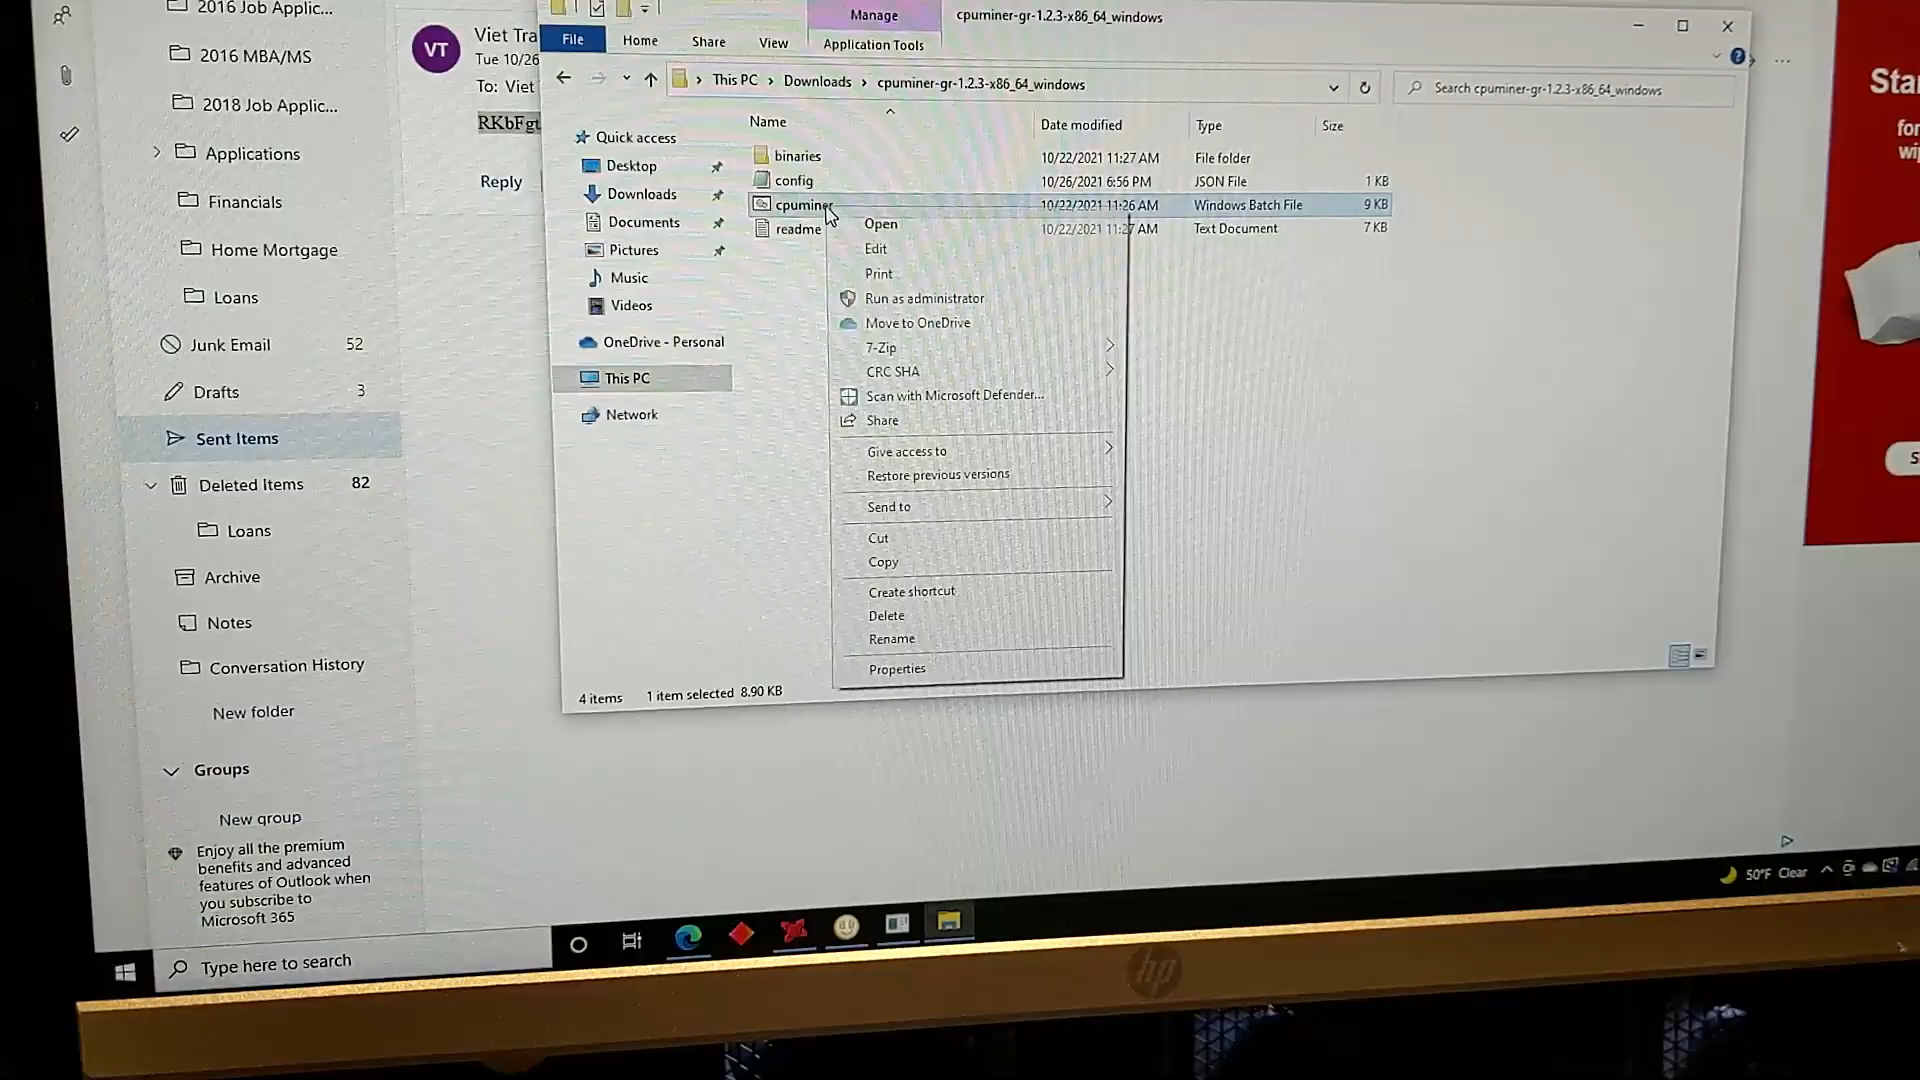 2016 Job Applic...
2016 MBA/MS
2018 Job Applic...
Applications
Financials
Home Mortgage
Loans
Junk Email 52
Drafts 3
Sent Items
Deleted Items 82
Loans
Archive
Notes
Conversation History
New folder
Groups
New group
Enjoy all the premium
benefits and advanced
features of Outlook when
you subscribe to
Microsoft 365
VT
Viet Tra
Tue 10/26
To: Viet
RKbFgt
Reply
Manage
cpuminer-gr-1.2.3-x86_64_windows
File Home Share View Application Tools
This PC > Downloads > cpuminer-gr-1.2.3-x86_64_windows
Search cpuminer-gr-1.2.3-x86_64_windows
Quick access
Desktop
Downloads
Documents
Pictures
Music
Videos
OneDrive - Personal
This PC
Network
Name Date modified Type Size
binaries 10/22/2021 11:27 AM File folder
config 10/26/2021 6:56 PM JSON File 1 KB
cpuminer 10/22/2021 11:26 AM Windows Batch File 9 KB
readme 10/22/2021 11:27 AM Text Document 7 KB
Open
Edit
Print
Run as administrator
Move to OneDrive
7-Zip
CRC SHA
Scan with Microsoft Defender...
Share
Give access to
Restore previous versions
Send to
Cut
Copy
Create shortcut
Delete
Rename
Properties
4 items 1 item selected 8.90 KB
Star
for
wip
S
50°F Clear
Type here to search
hp